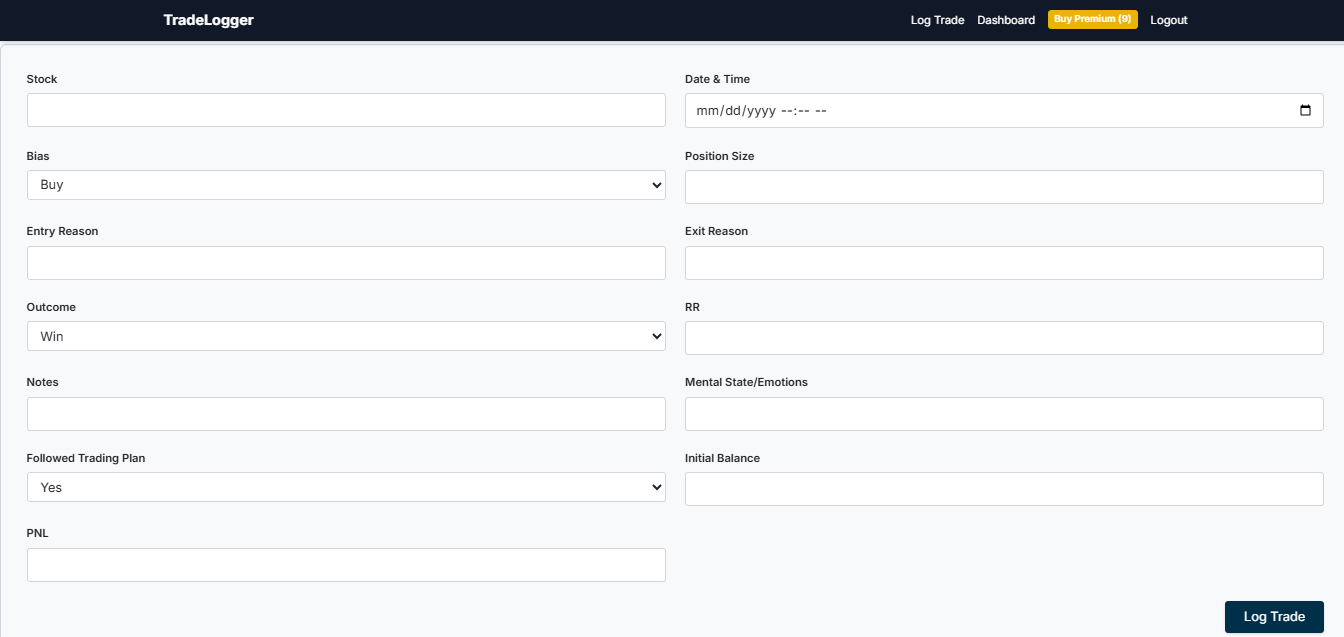 TradeLogger
Log Trade Dashboard Buy Premium (9) Logout
Stock
Date & Time
mm/dd/yyyy --:-- --
Bias
Buy
Position Size
Entry Reason
Exit Reason
Outcome
Win
RR
Notes
Mental State/Emotions
Followed Trading Plan
Yes
Initial Balance
PNL
Log Trade